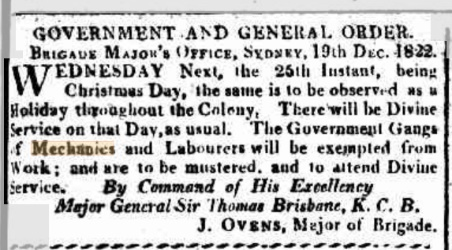 GOVERNMENT AND GENERAL ORDER.
BRIGADE MAJOR'S OFFICE, SYDNEY, 19th DEC. 1822.
WEDNESDAY Next, the 25th Instant, being
Christmas Day, the same is to be observed as a
Holiday throughout the Colony. There will be Divine
Service on that Day, as usual. The Government Gangs
of Mechanics and Labourers will be exempted from
Work; and are to be mustered, and to attend Divine
Service. By Command of His Excellency
Major General Sir Thomas Brisbane, K. C. B.
J. OVENS, Major of Brigade.